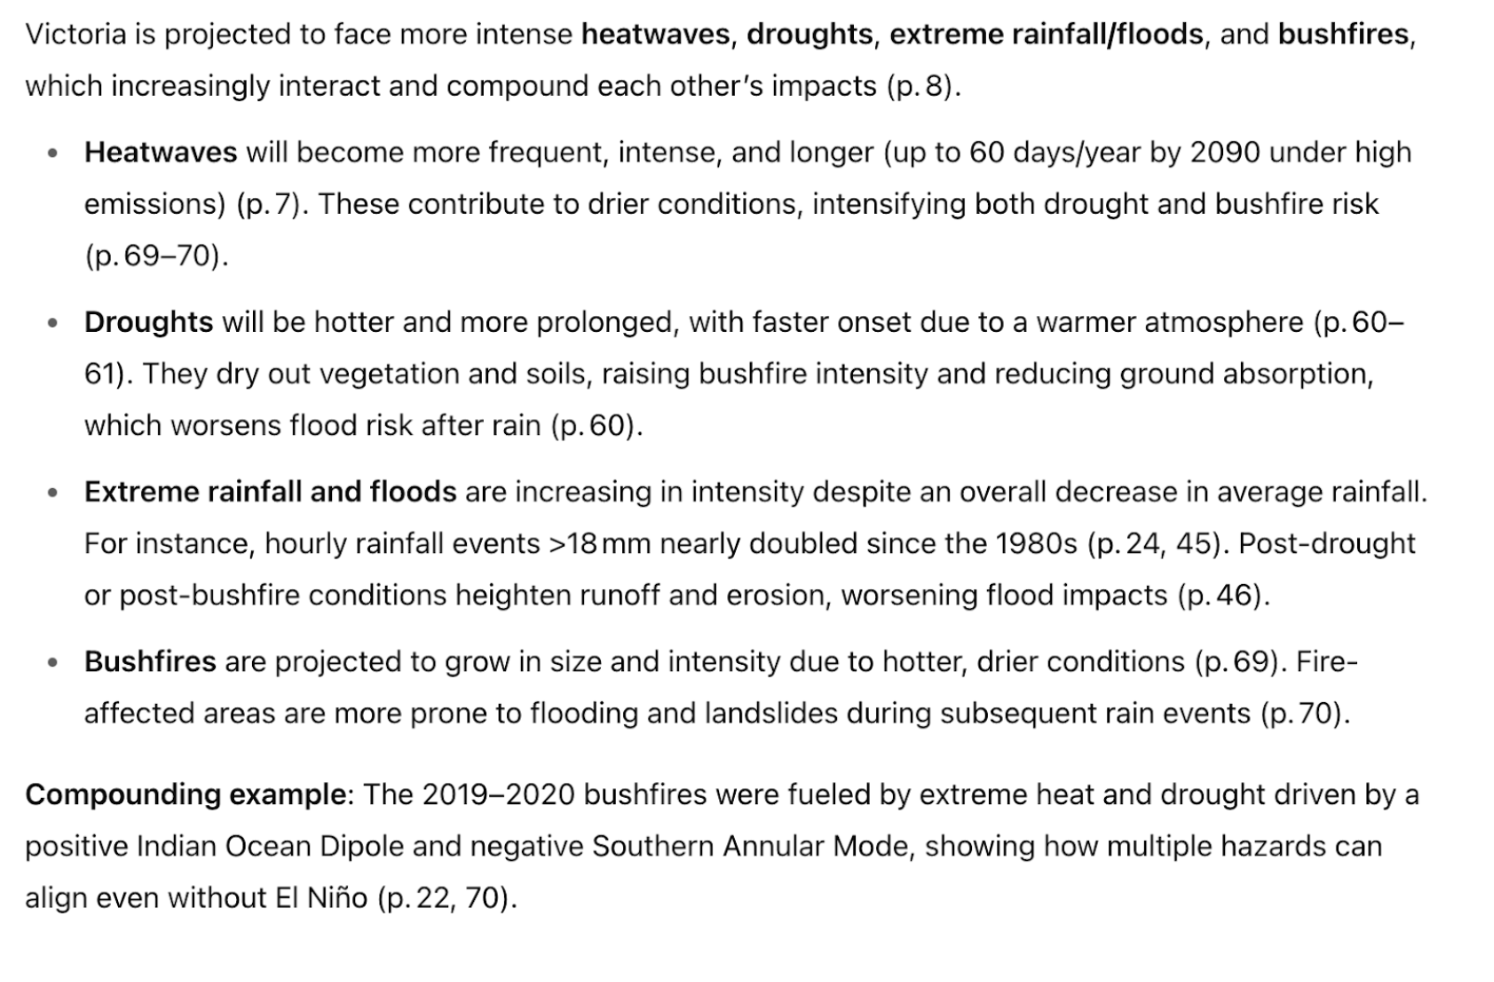 Victoria is projected to face more intense heatwaves, droughts, extreme rainfall/floods, and bushfires,
which increasingly interact and compound each other's impacts (p. 8).
• Heatwaves will become more frequent, intense, and longer (up to 60 days/year by 2090 under high
emissions) (p. 7). These contribute to drier conditions, intensifying both drought and bushfire risk
(p. 69–70).
• Droughts will be hotter and more prolonged, with faster onset due to a warmer atmosphere (p. 60–
61). They dry out vegetation and soils, raising bushfire intensity and reducing ground absorption,
which worsens flood risk after rain (p. 60).
• Extreme rainfall and floods are increasing in intensity despite an overall decrease in average rainfall.
For instance, hourly rainfall events >18 mm nearly doubled since the 1980s (p. 24, 45). Post-drought
or post-bushfire conditions heighten runoff and erosion, worsening flood impacts (p. 46).
• Bushfires are projected to grow in size and intensity due to hotter, drier conditions (p. 69). Fire-
affected areas are more prone to flooding and landslides during subsequent rain events (p. 70).
Compounding example: The 2019–2020 bushfires were fueled by extreme heat and drought driven by a
positive Indian Ocean Dipole and negative Southern Annular Mode, showing how multiple hazards can
align even without El Niño (p. 22, 70).